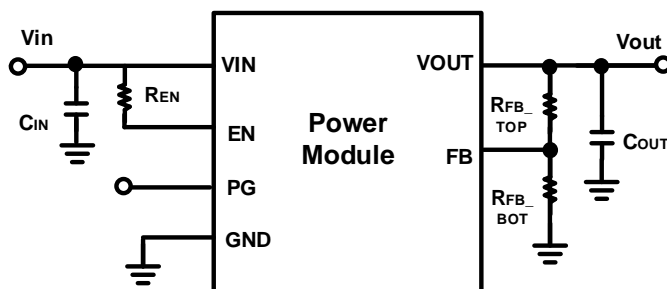 Vin
CIN
REN
VIN
EN
PG
GND
Power
Module
VOUT
FB
RFB_
TOP
RFB_
BOT
COUT
Vout